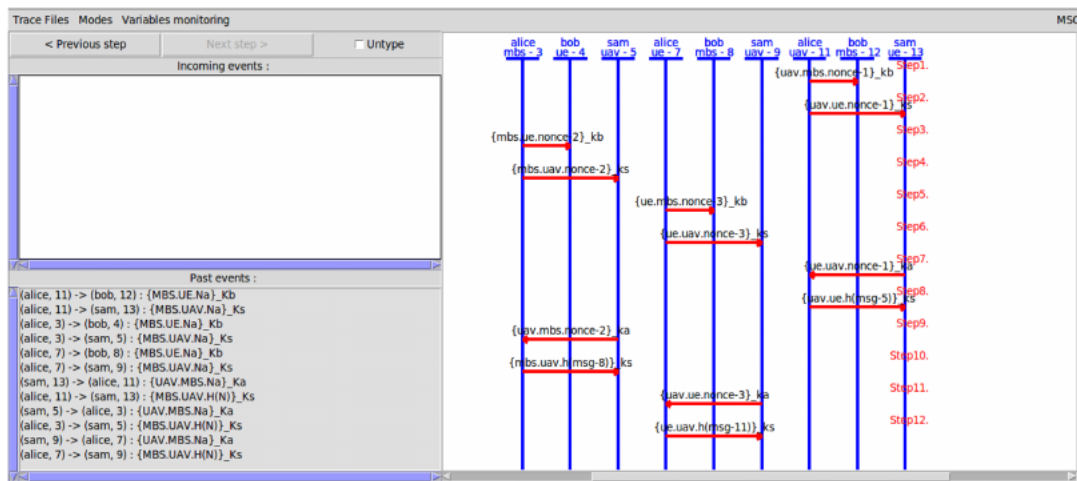 Trace Files Modes Variables monitoring MSC
< Previous step Next step > Untype
Incoming events :
Past events :
(alice, 11) -> (bob, 12) : {MBS.UE.Na}_Kb
(alice, 11) -> (sam, 13) : {MBS.UAV.Na}_Ks
(alice, 3) -> (bob, 4) : {MBS.UE.Na}_Kb
(alice, 3) -> (sam, 5) : {MBS.UAV.Na}_Ks
(alice, 7) -> (bob, 8) : {MBS.UE.Na}_Kb
(alice, 7) -> (sam, 9) : {MBS.UAV.Na}_Ks
(sam, 13) -> (alice, 11) : {UAV.MBS.Na}_Ka
(alice, 11) -> (sam, 13) : {MBS.UAV.H(N)}_Ks
(sam, 5) -> (alice, 3) : {UAV.MBS.Na}_Ka
(alice, 3) -> (sam, 5) : {MBS.UAV.H(N)}_Ks
(sam, 9) -> (alice, 7) : {UAV.MBS.Na}_Ka
(alice, 7) -> (sam, 9) : {MBS.UAV.H(N)}_Ks
alice bob sam alice bob sam alice bob sam
mbs - 3 ue - 4 uav - 5 ue - 7 mbs - 8 uav - 9 uav - 11 mbs - 12 ue - 13
Step1.
{uav.mbs.nonce-1}_kb
Step2.
{uav.ue.nonce-1}_ks
Step3.
{mbs.ue.nonce-2}_kb
Step4.
{mbs.uav.nonce-2}_ks
Step5.
{ue.mbs.nonce-3}_kb
Step6.
{ue.uav.nonce-3}_ks
Step7.
{ue.uav.nonce-1}_ka
Step8.
{uav.ue.h(msg-5)}_ks
Step9.
{uav.mbs.nonce-2}_ka
Step10.
{mbs.uav.h(msg-8)}_ks
Step11.
{uav.ue.nonce-3}_ka
Step12.
{ue.uav.h(msg-11)}_ks